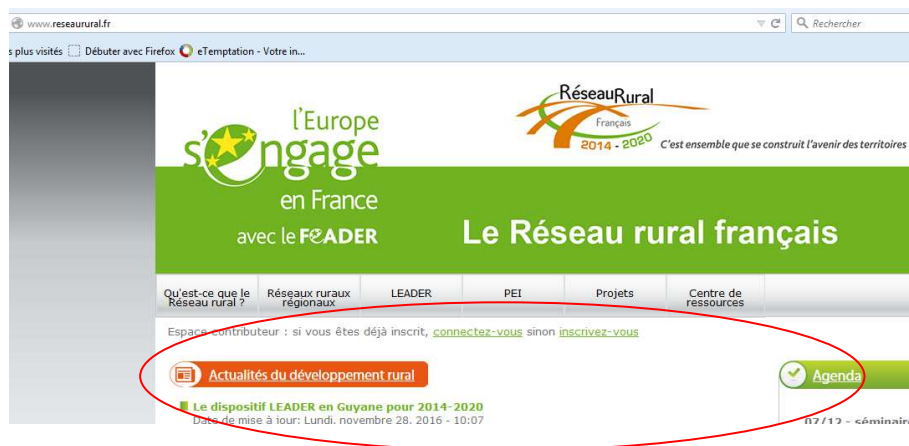 www.reseaurural.fr
Rechercher
s plus visités Débuter avec Firefox eTemptation - Votre in...
l'Europe
s'engage
en France
avec le FEADER
RéseauRural
Français
2014 - 2020
C'est ensemble que se construit l'avenir des territoires
Le Réseau rural français
Qu'est-ce que le Réseau rural ?
Réseaux ruraux régionaux
LEADER
PEI
Projets
Centre de ressources
Espace contributeur : si vous êtes déjà inscrit, connectez-vous sinon inscrivez-vous
Actualités du développement rural
Agenda
Le dispositif LEADER en Guyane pour 2014-2020
Date de mise à jour: Lundi, novembre 28, 2016 - 10:07
07/12 - séminaire